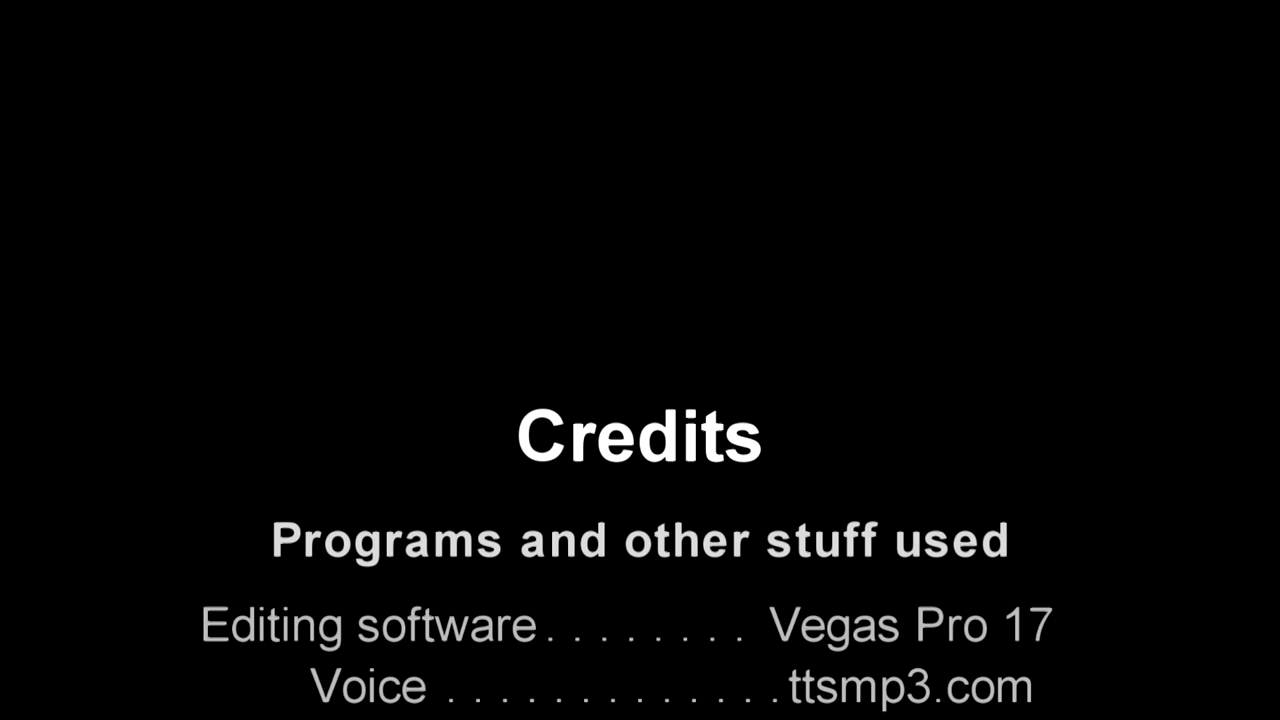 Credits
Programs and other stuff used
Editing software . . . . . . . . Vegas Pro 17
Voice . . . . . . . . . . . . . ttsmp3.com